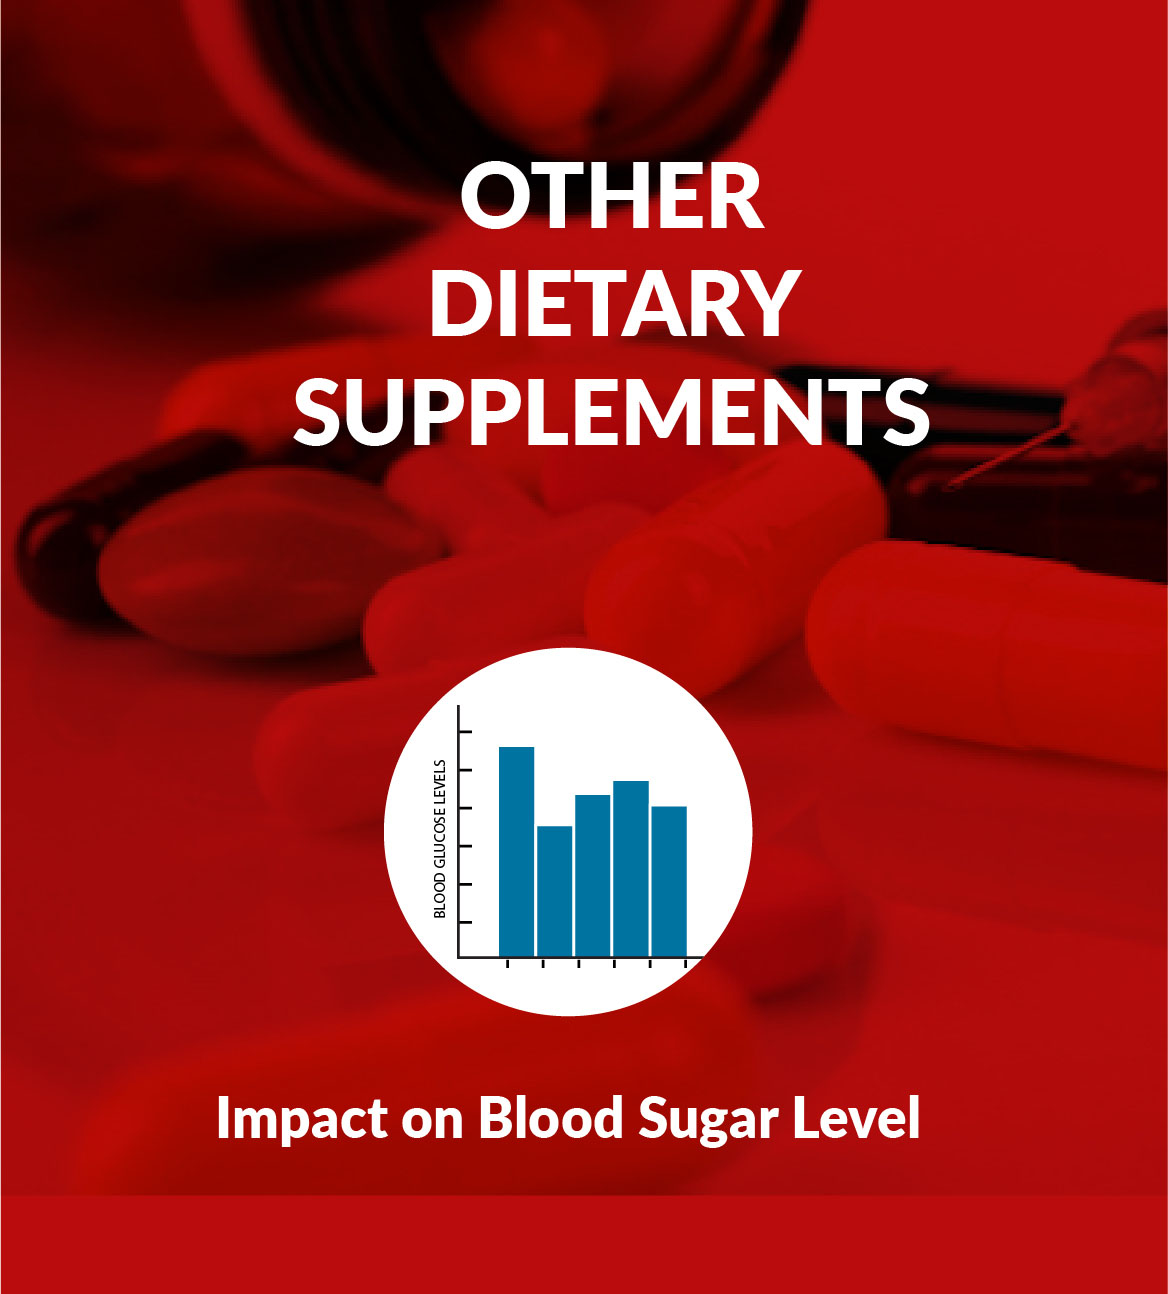 OTHER
DIETARY
SUPPLEMENTS
BLOOD GLUCOSE LEVELS
Impact on Blood Sugar Level